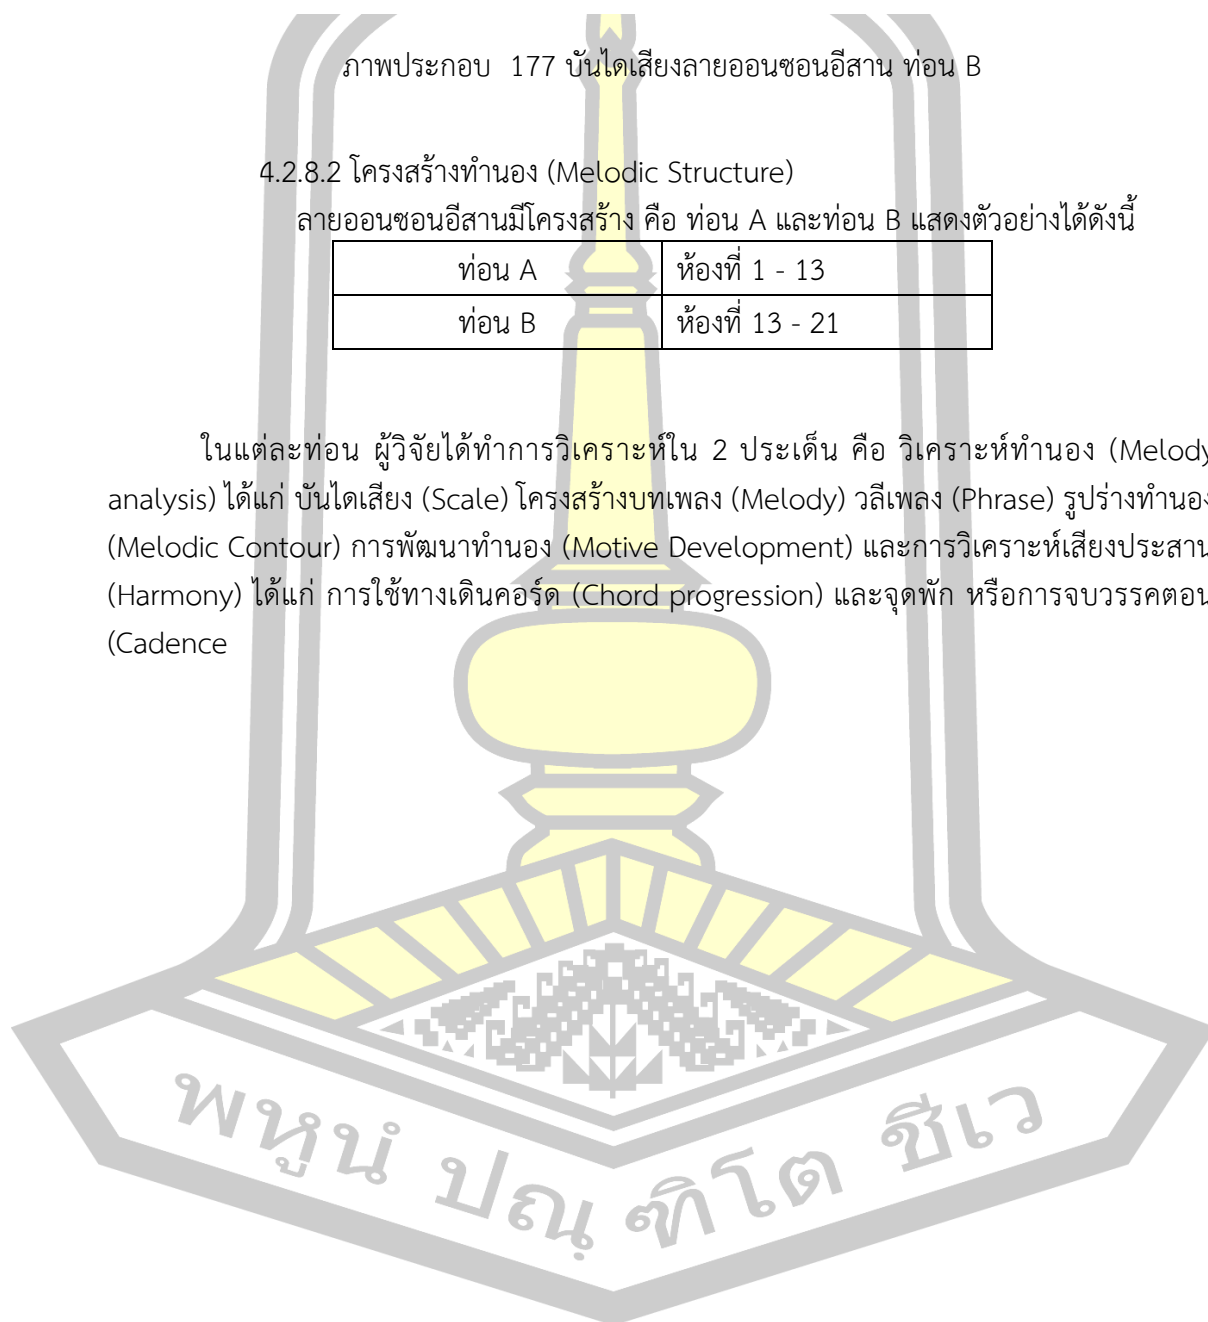 ภาพประกอบ 177 บันไดเสียงลายออนซอนอีสาน ท่อน B
4.2.8.2 โครงสร้างทำนอง (Melodic Structure)
ลายออนซอนอีสานมีโครงสร้าง คือ ท่อน A และท่อน B แสดงตัวอย่างได้ดังนี้
ท่อน A ห้องที่ 1 - 13
ท่อน B ห้องที่ 13 - 21
ในแต่ละท่อน ผู้วิจัยได้ทำการวิเคราะห์ใน 2 ประเด็น คือ วิเคราะห์ทำนอง (Melody
analysis) ได้แก่ บันไดเสียง (Scale) โครงสร้างบทเพลง (Melody) วลีเพลง (Phrase) รูปร่างทำนอง
(Melodic Contour) การพัฒนาทำนอง (Motive Development) และการวิเคราะห์เสียงประสาน
(Harmony) ได้แก่ การใช้ทางเดินคอร์ด (Chord progression) และจุดพัก หรือการจบวรรคตอน
(Cadence
พหูนํ ปณฺฑิโต ชีเว